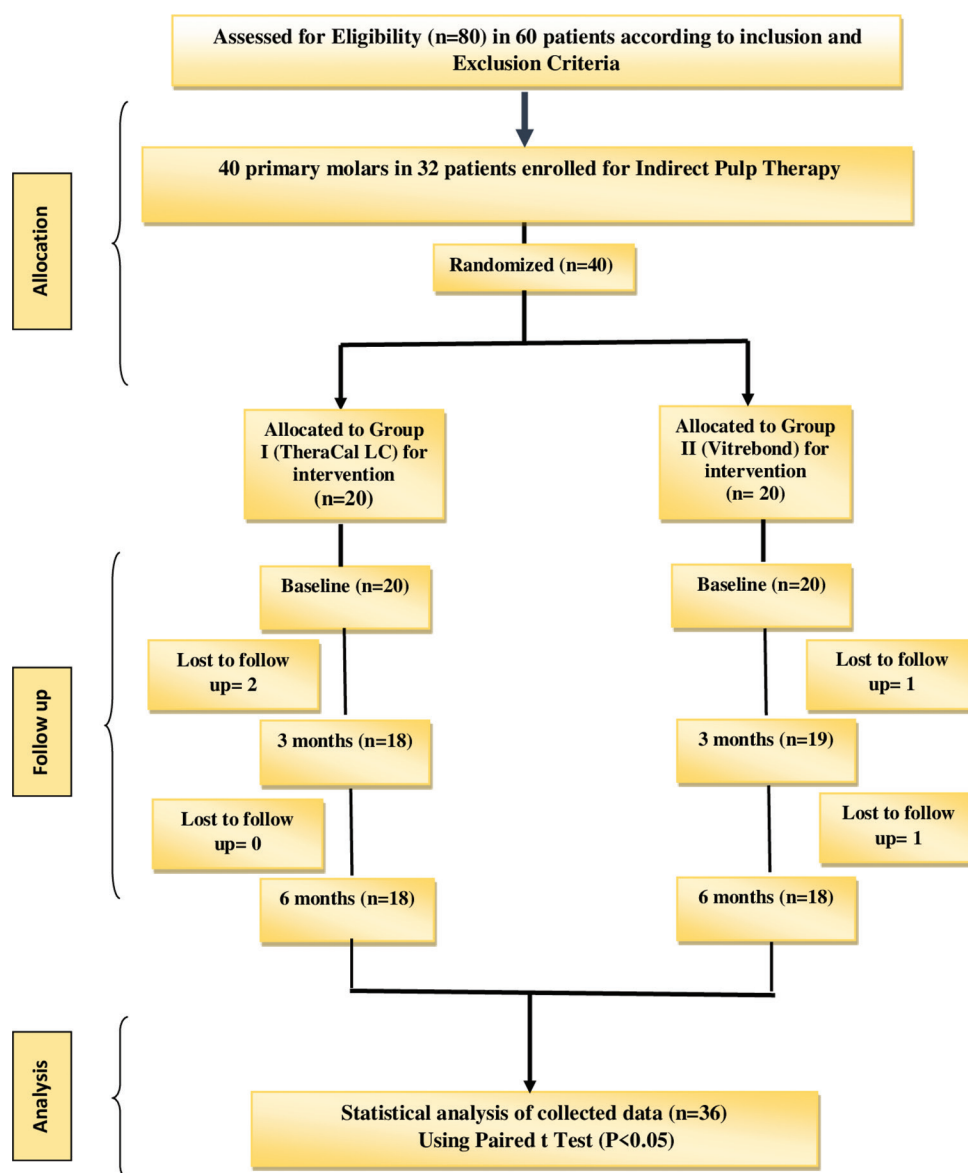 Assessed for Eligibility (n=80) in 60 patients according to inclusion and
Exclusion Criteria
Allocation
40 primary molars in 32 patients enrolled for Indirect Pulp Therapy
Randomized (n=40)
Allocated to Group
I (TheraCal LC) for
intervention
(n=20)
Allocated to Group
II (Vitrebond) for
intervention
(n= 20)
Follow up
Baseline (n=20)
Baseline (n=20)
Lost to follow
up= 2
Lost to follow
up= 1
3 months (n=18)
3 months (n=19)
Lost to follow
up= 0
Lost to follow
up= 1
6 months (n=18)
6 months (n=18)
Analysis
Statistical analysis of collected data (n=36)
Using Paired t Test (P<0.05)